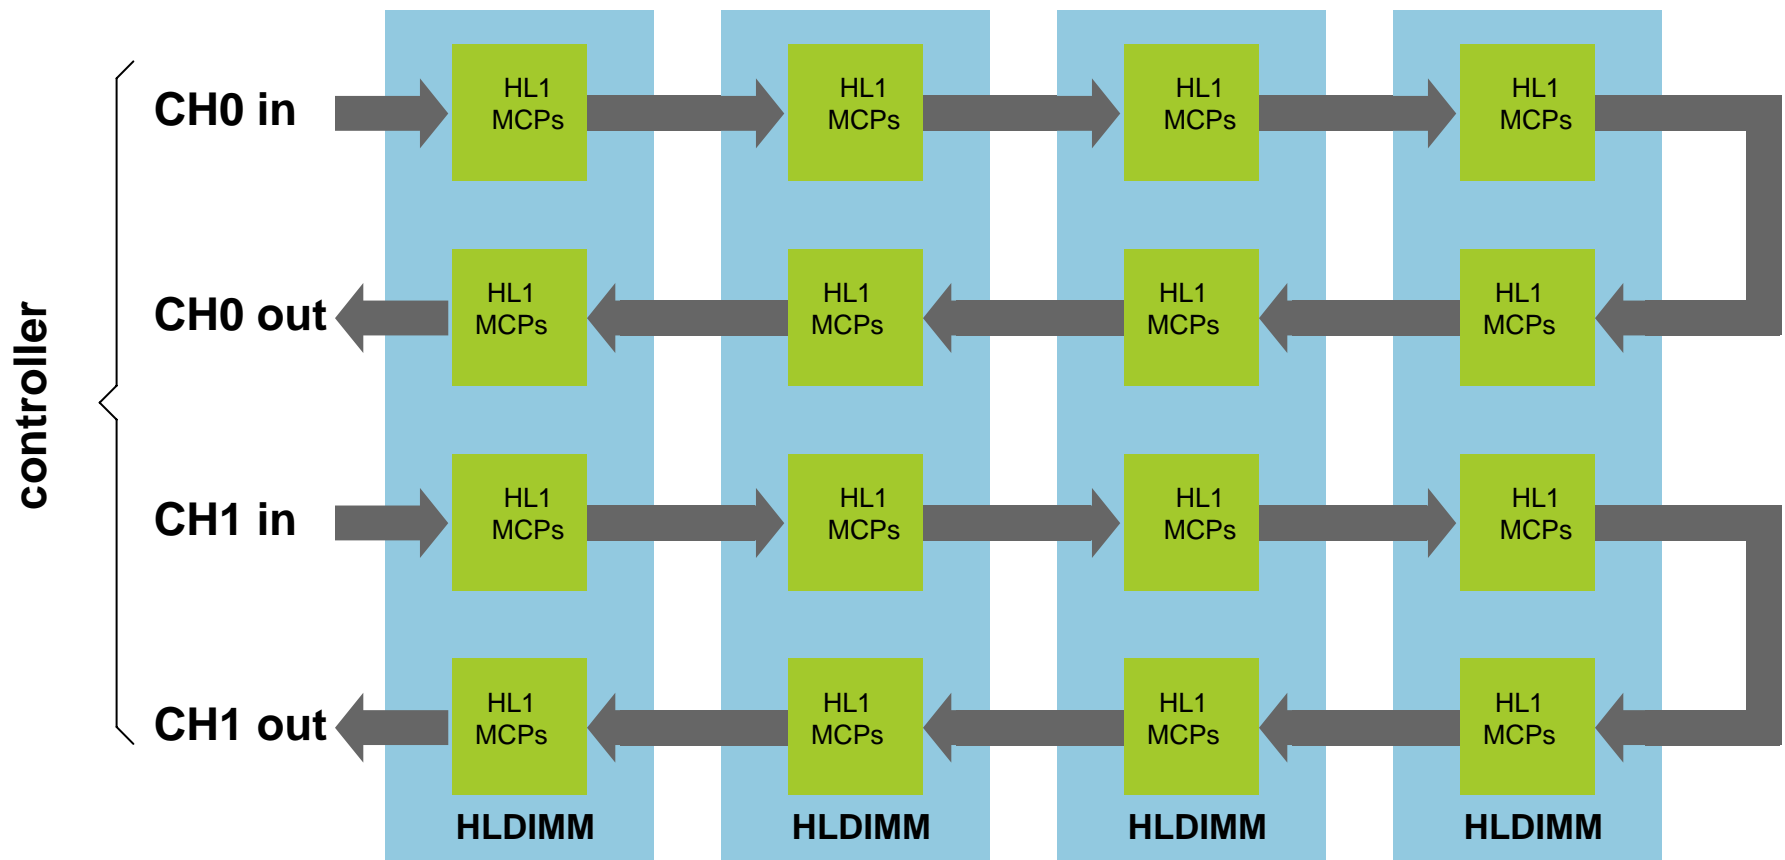 controller
CH0 in
HL1
MCPs
HL1
MCPs
HL1
MCPs
HL1
MCPs
CH0 out
HL1
MCPs
HL1
MCPs
HL1
MCPs
HL1
MCPs
CH1 in
HL1
MCPs
HL1
MCPs
HL1
MCPs
HL1
MCPs
CH1 out
HL1
MCPs
HL1
MCPs
HL1
MCPs
HL1
MCPs
HLDIMM
HLDIMM
HLDIMM
HLDIMM